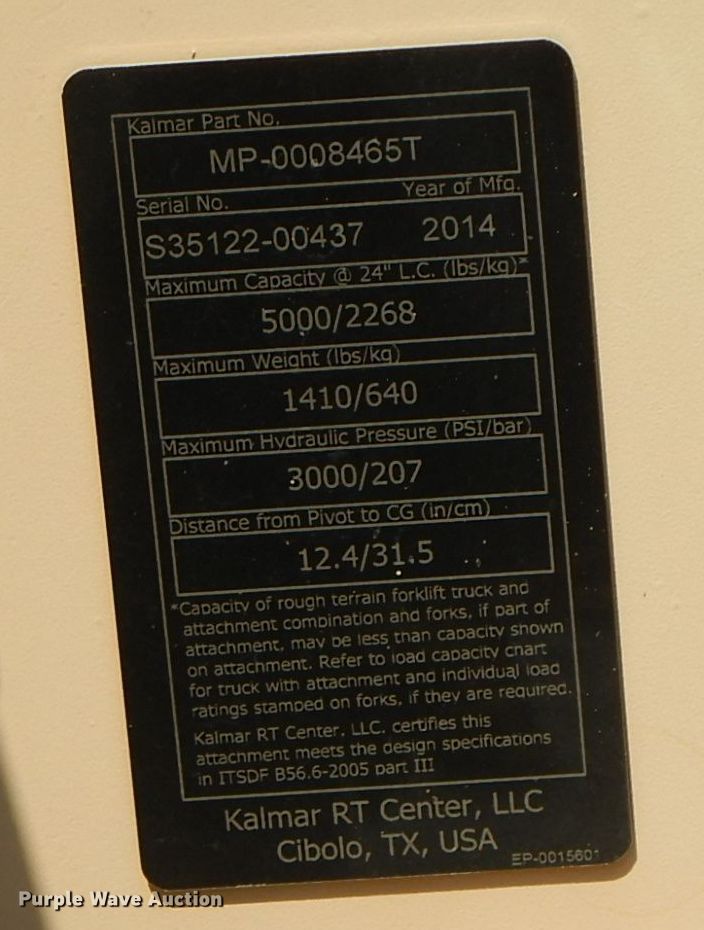 Kalmar Part No.
MP-0008465T
Serial No. Year of Mfg.
S35122-00437 2014
Maximum Capacity @ 24" L.C. (lbs/kg)*
5000/2268
Maximum Weight (lbs/kg)
1410/640
Maximum Hydraulic Pressure (PSI/bar)
3000/207
Distance from Pivot to CG (in/cm)
12.4/31.5
*Capacity of rough terrain forklift truck and
attachment combination and forks, if part of
attachment, may be less than capacity shown
on attachment. Refer to load capacity chart
for truck with attachment and individual load
ratings stamped on forks, if they are required.
Kalmar RT Center, LLC. certifies this
attachment meets the design specifications
in ITSDF B56.6-2005 part III
Kalmar RT Center, LLC
Cibolo, TX, USA
EP-0015601
Purple Wave Auction